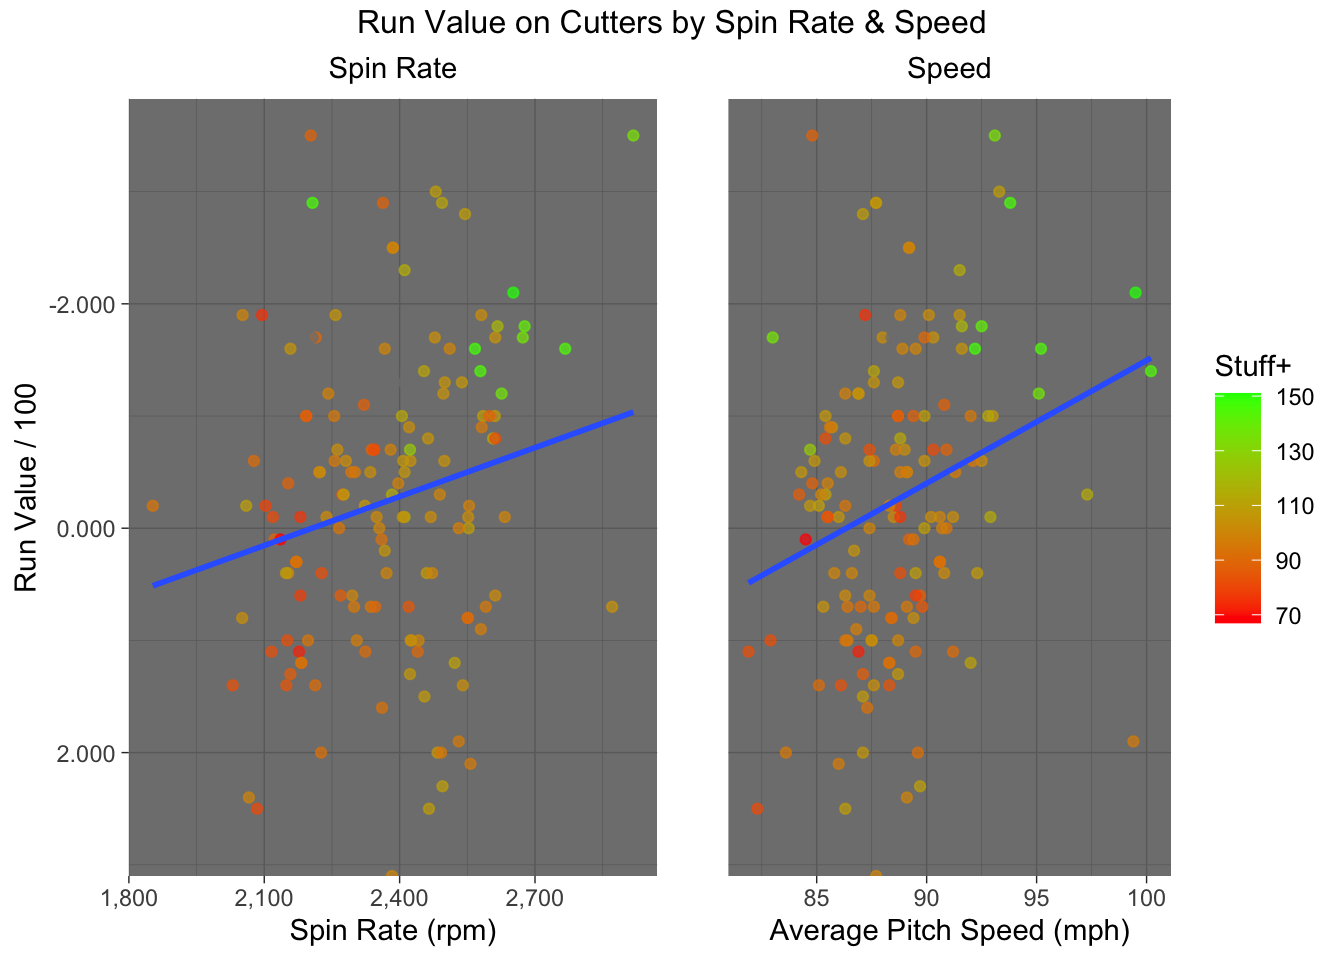 Run Value on Cutters by Spin Rate & Speed
Spin Rate
Speed
Run Value / 100
-2.000
0.000
2.000
1,800
2,100
2,400
2,700
Spin Rate (rpm)
85
90
95
100
Average Pitch Speed (mph)
Stuff+
150
130
110
90
70